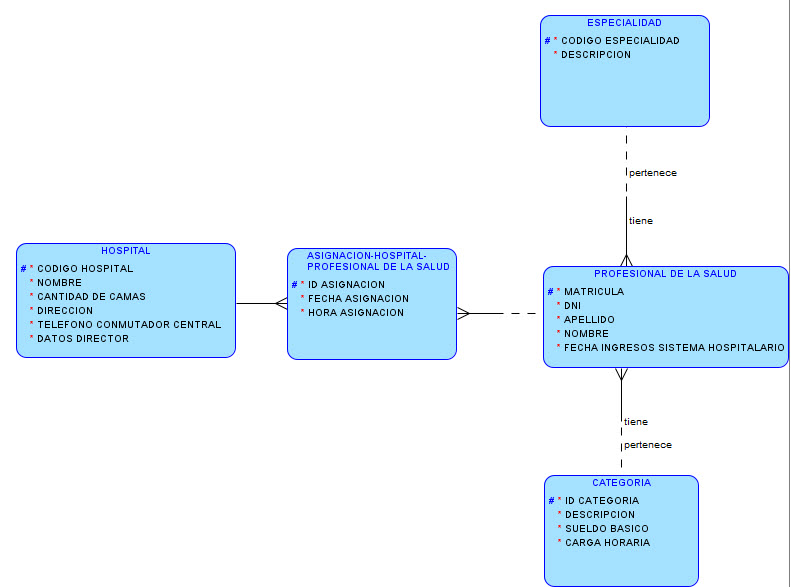 ESPECIALIDAD
# * CODIGO ESPECIALIDAD
* DESCRIPCION
pertenece
tiene
HOSPITAL
# * CODIGO HOSPITAL
* NOMBRE
* CANTIDAD DE CAMAS
* DIRECCION
* TELEFONO CONMUTADOR CENTRAL
* DATOS DIRECTOR
ASIGNACION-HOSPITAL-
PROFESIONAL DE LA SALUD
# * ID ASIGNACION
* FECHA ASIGNACION
* HORA ASIGNACION
PROFESIONAL DE LA SALUD
# * MATRICULA
* DNI
* APELLIDO
* NOMBRE
* FECHA INGRESOS SISTEMA HOSPITALARIO
tiene
pertenece
CATEGORIA
# * ID CATEGORIA
* DESCRIPCION
* SUELDO BASICO
* CARGA HORARIA